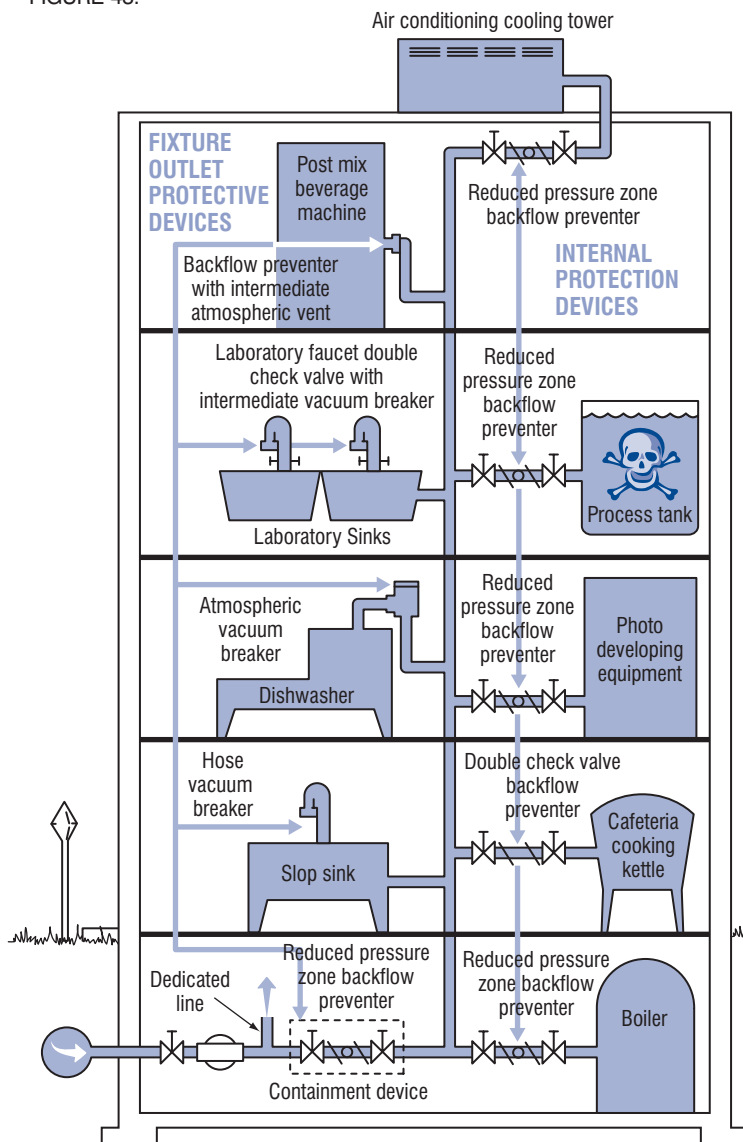 Air conditioning cooling tower
FIXTURE
OUTLET
PROTECTIVE
DEVICES
Post mix
beverage
machine
Reduced pressure zone
backflow preventer
Backflow preventer
with intermediate
atmospheric vent
INTERNAL
PROTECTION
DEVICES
Laboratory faucet double
check valve with
intermediate vacuum breaker
Reduced
pressure zone
backflow
preventer
Process tank
Laboratory Sinks
Atmospheric
vacuum
breaker
Dishwasher
Reduced
pressure zone
backflow
preventer
Photo
developing
equipment
Hose
vacuum
breaker
Slop sink
Double check valve
backflow
preventer
Cafeteria
cooking
kettle
Dedicated
line
Reduced pressure
zone backflow
preventer
Containment device
Reduced pressure
zone backflow
preventer
Boiler